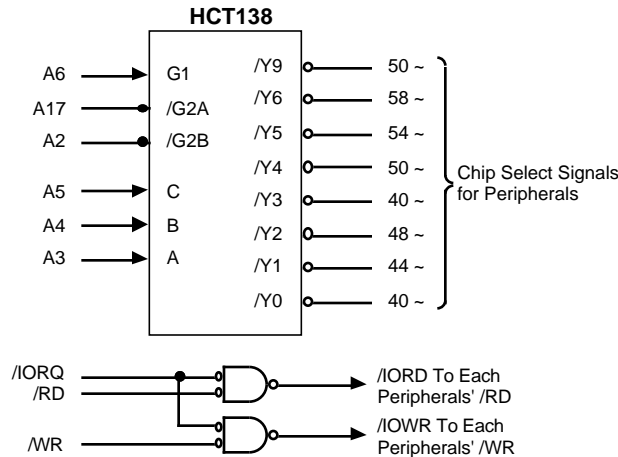 HCT138
A6 G1 /Y9 50 ~
A17 /G2A /Y6 58 ~
A2 /G2B /Y5 54 ~
/Y4 50 ~
Chip Select Signals
for Peripherals
A5 C /Y3 40 ~
A4 B /Y2 48 ~
A3 A /Y1 44 ~
/Y0 40 ~
/IORQ
/RD
/IORD To Each
Peripherals' /RD
/WR
/IOWR To Each
Peripherals' /WR